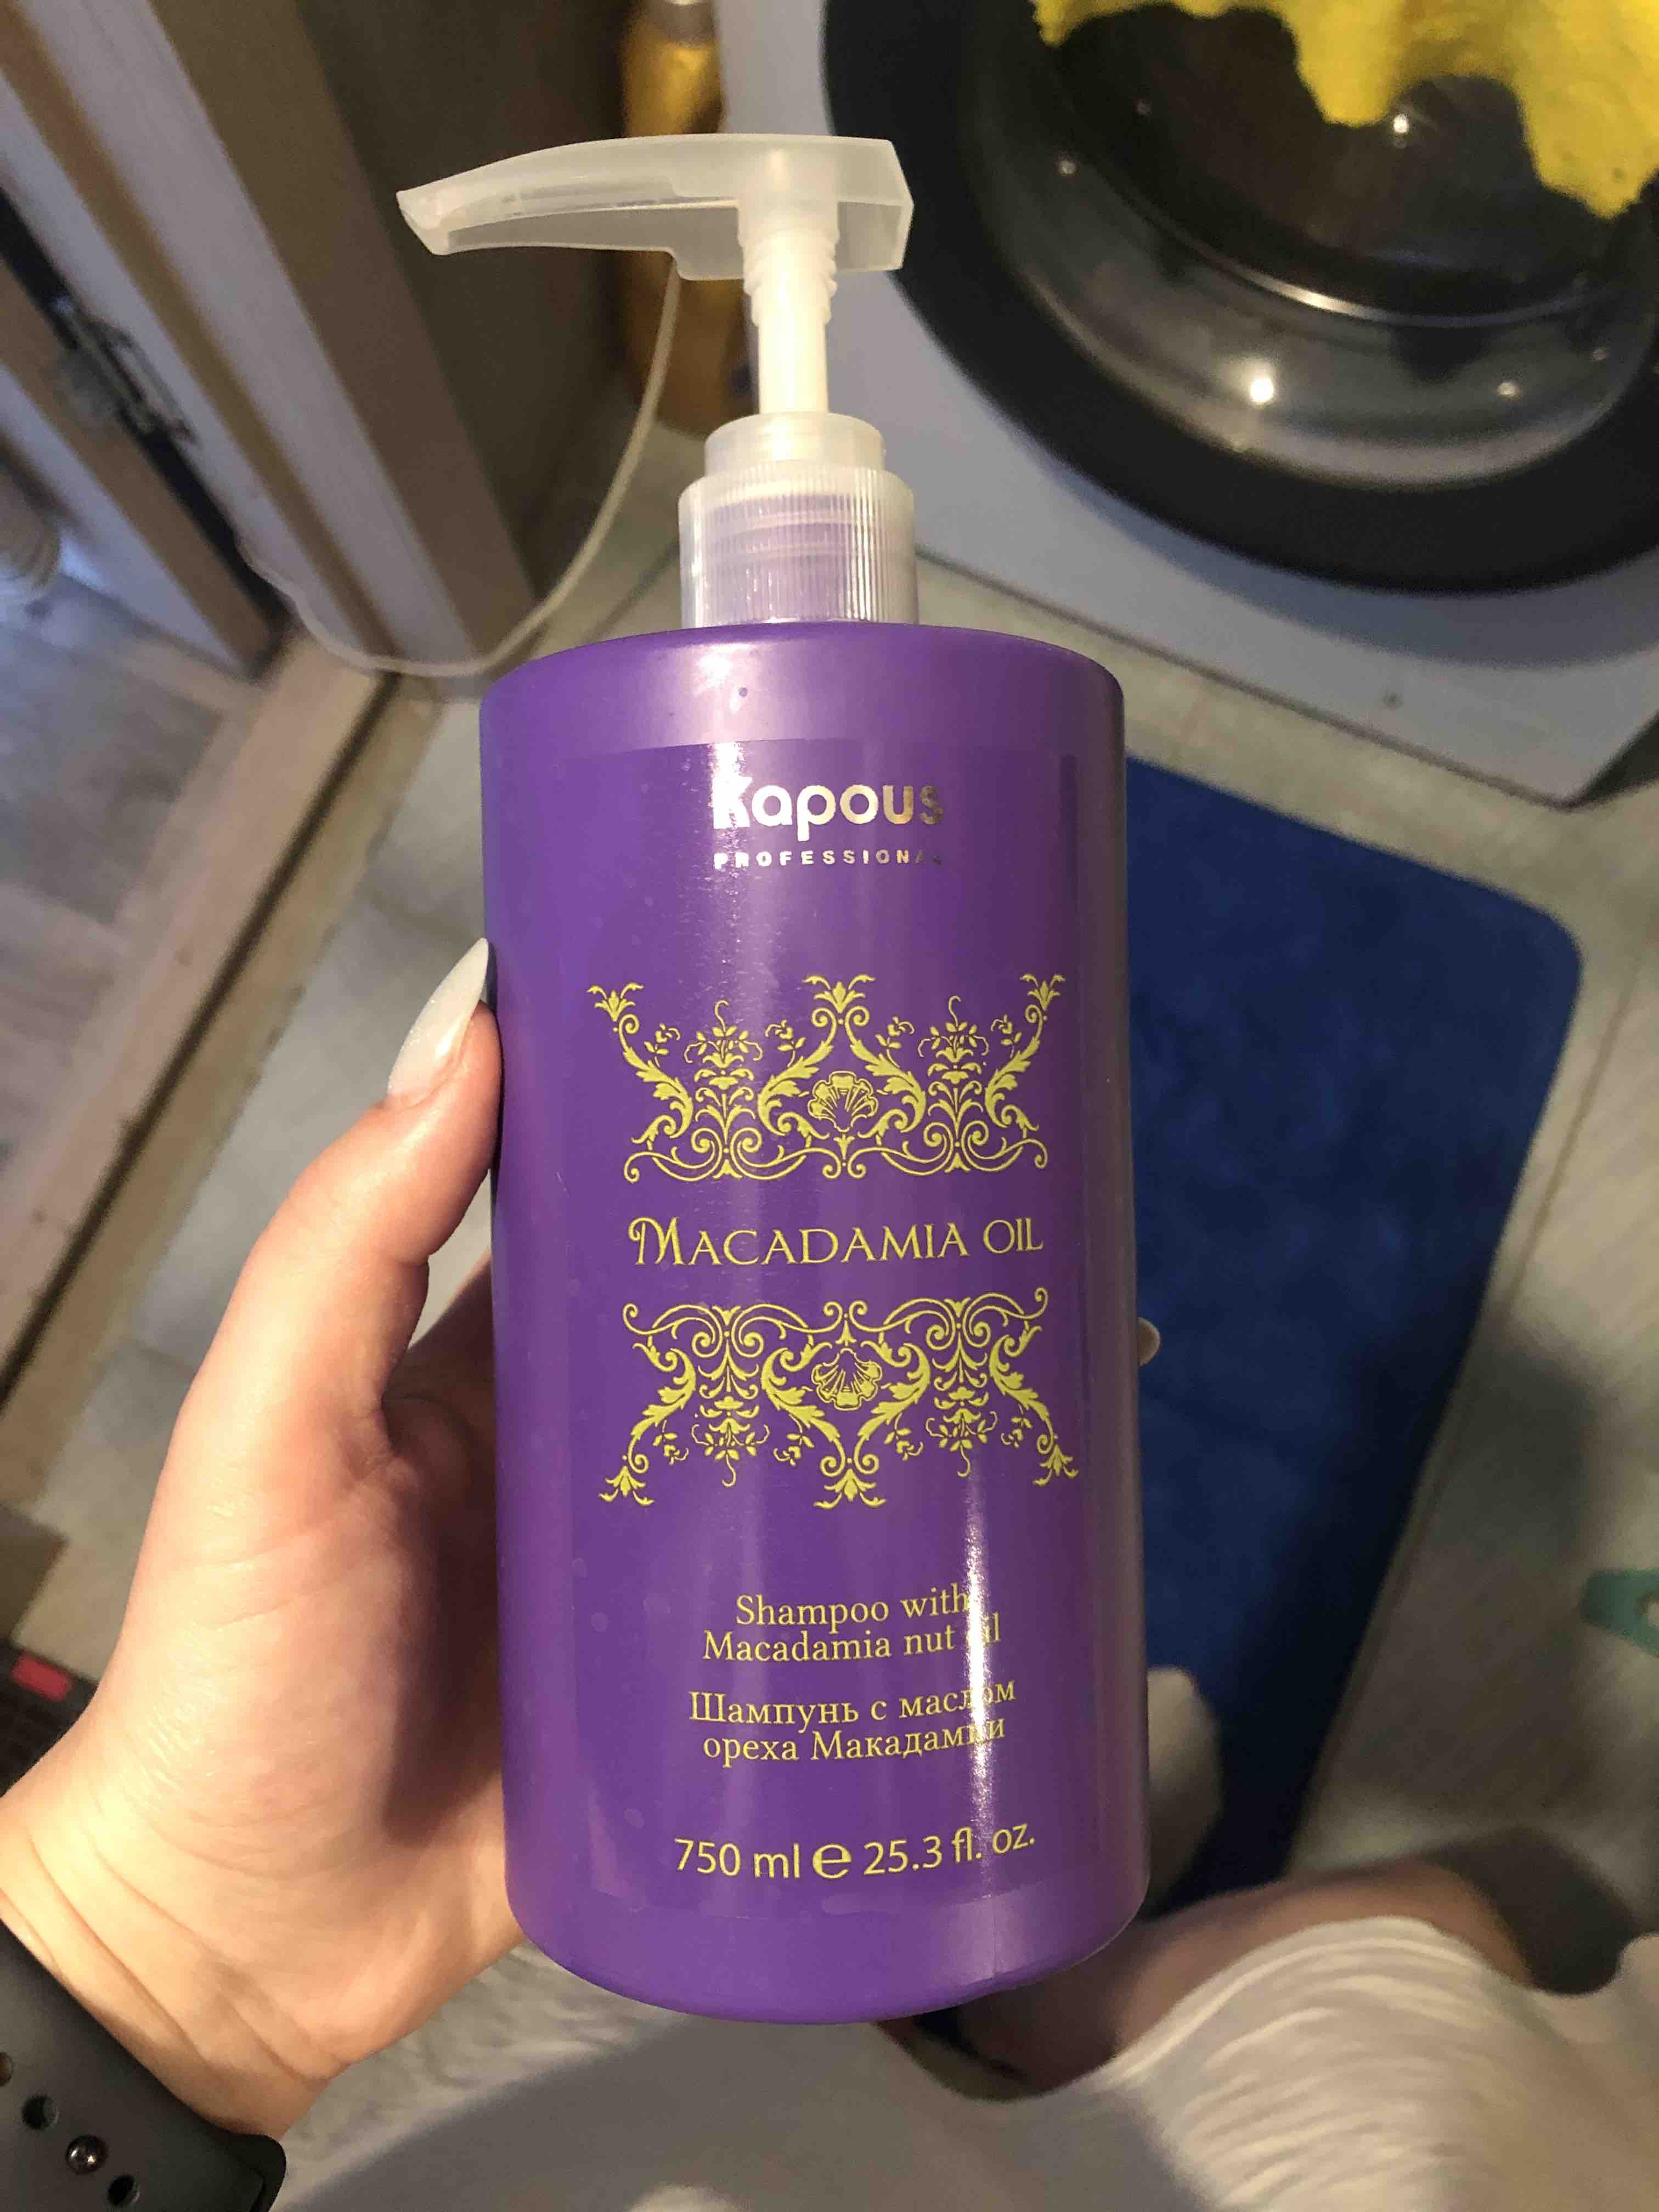 Kapous
PROFESSIONAL
MACADAMIA OIL
Shampoo with
Macadamia nut oil
Шампунь с маслом
ореха Макадамии
750 ml e 25.3 fl. oz.